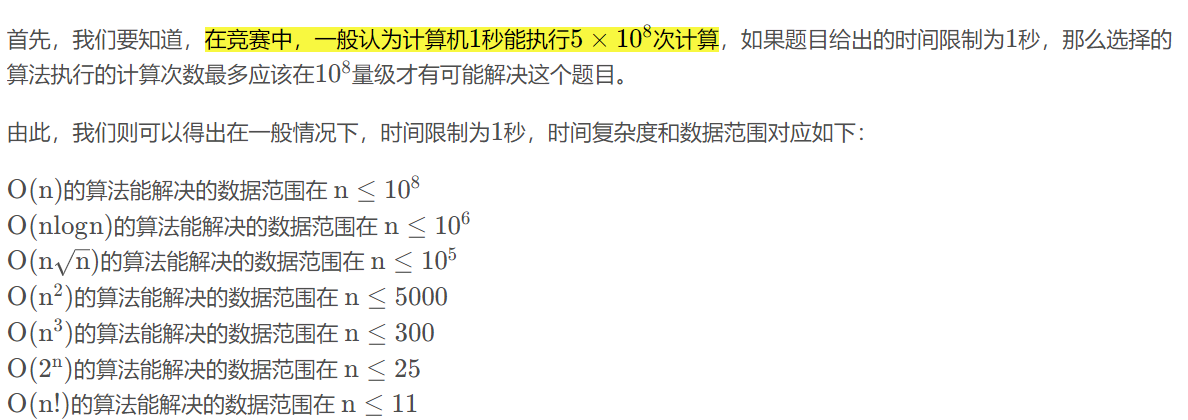 首先，我们要知道，在竞赛中，一般认为计算机1秒能执行5 × 10⁸次计算，如果题目给出的时间限制为1秒，那么选择的
算法执行的计算次数最多应该在10⁸量级才有可能解决这个题目。
由此，我们则可以得出在一般情况下，时间限制为1秒，时间复杂度和数据范围对应如下：
O(n)的算法能解决的数据范围在 n ≤ 10⁸
O(nlogn)的算法能解决的数据范围在 n ≤ 10⁶
O(n√n)的算法能解决的数据范围在 n ≤ 10⁵
O(n²)的算法能解决的数据范围在 n ≤ 5000
O(n³)的算法能解决的数据范围在 n ≤ 300
O(2ⁿ)的算法能解决的数据范围在 n ≤ 25
O(n!)的算法能解决的数据范围在 n ≤ 11